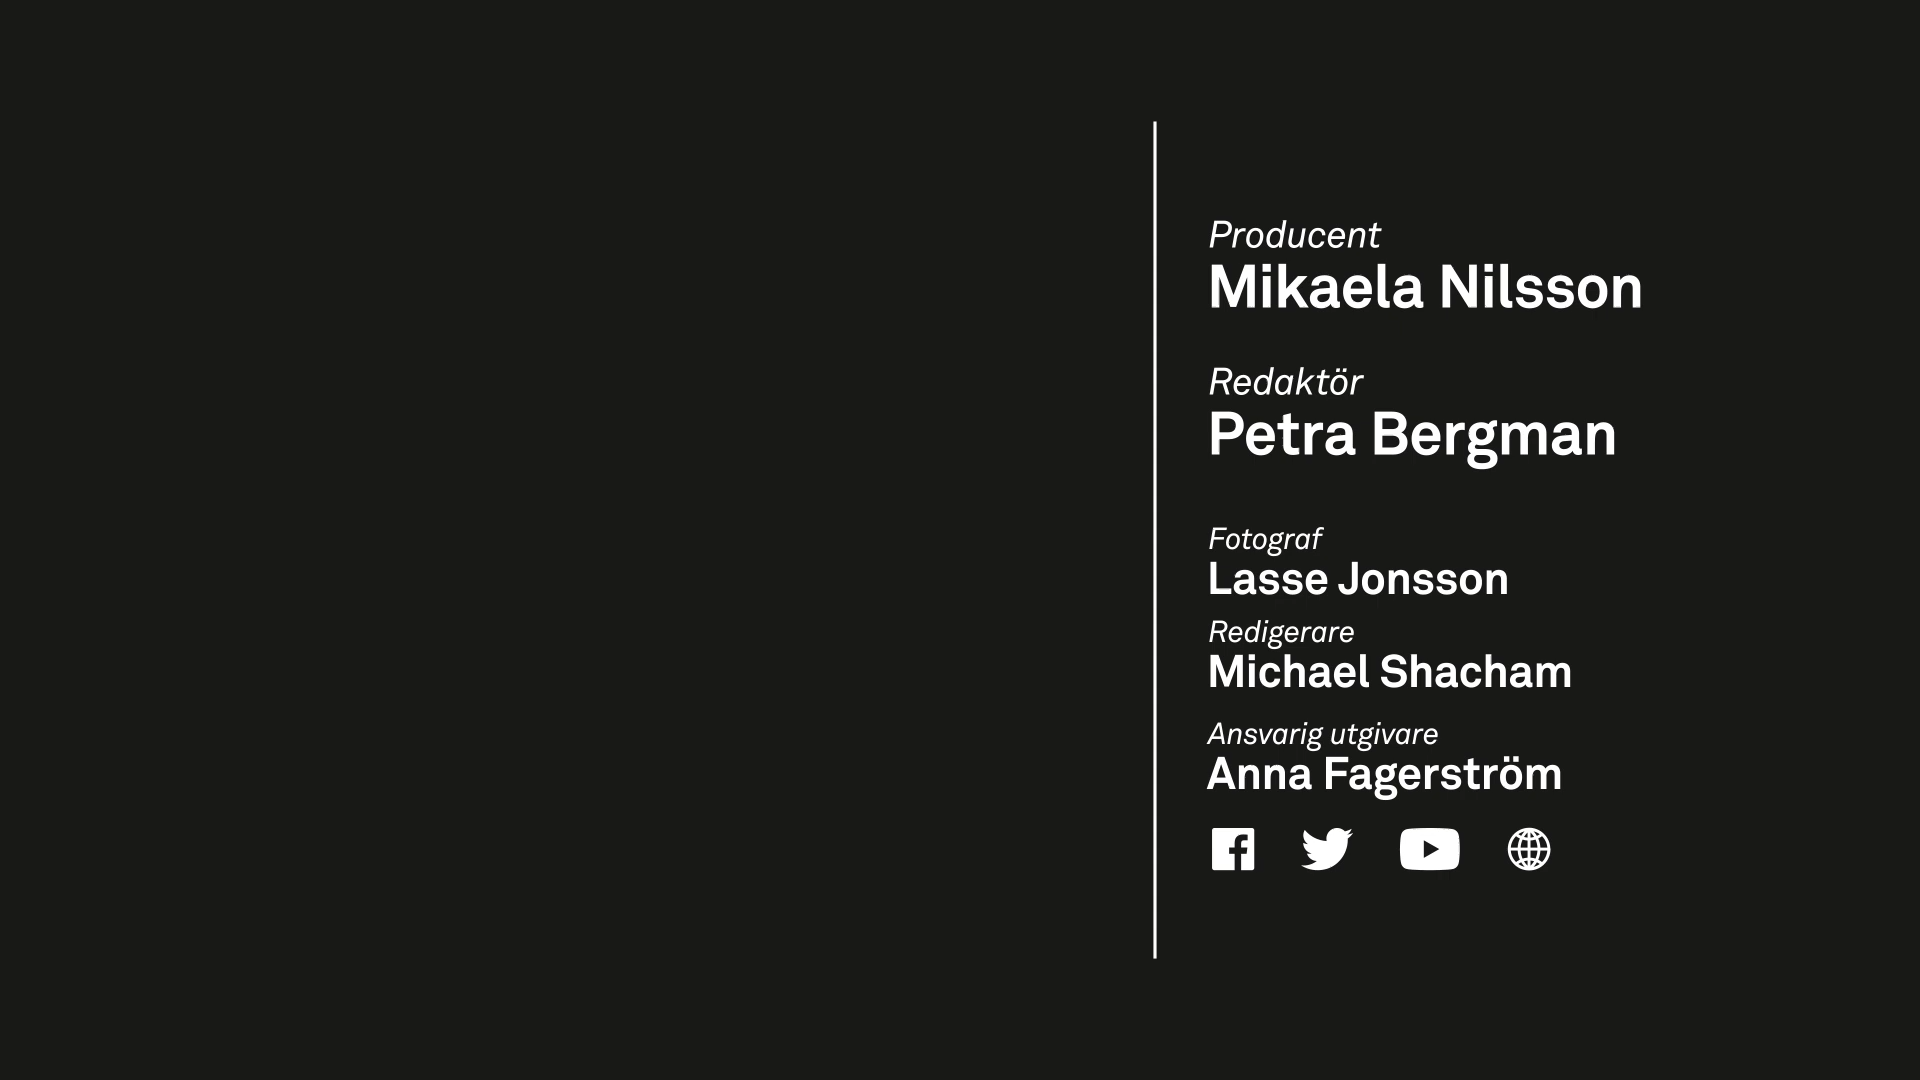 Producent
Mikaela Nilsson
Redaktör
Petra Bergman
Fotograf
Lasse Jonsson
Redigerare
Michael Shacham
Ansvarig utgivare
Anna Fagerström